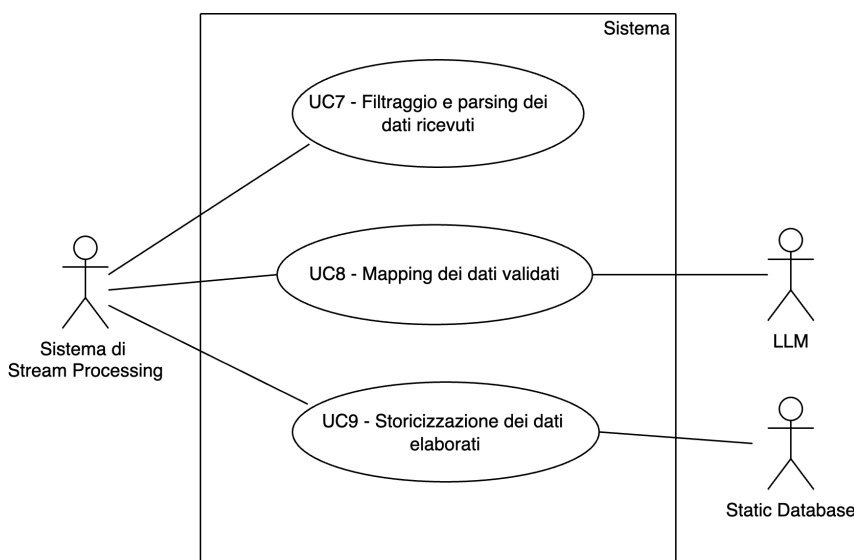 Sistema
UC7 - Filtraggio e parsing dei
dati ricevuti
UC8 - Mapping dei dati validati
Sistema di
Stream Processing
LLM
UC9 - Storicizzazione dei dati
elaborati
Static Database